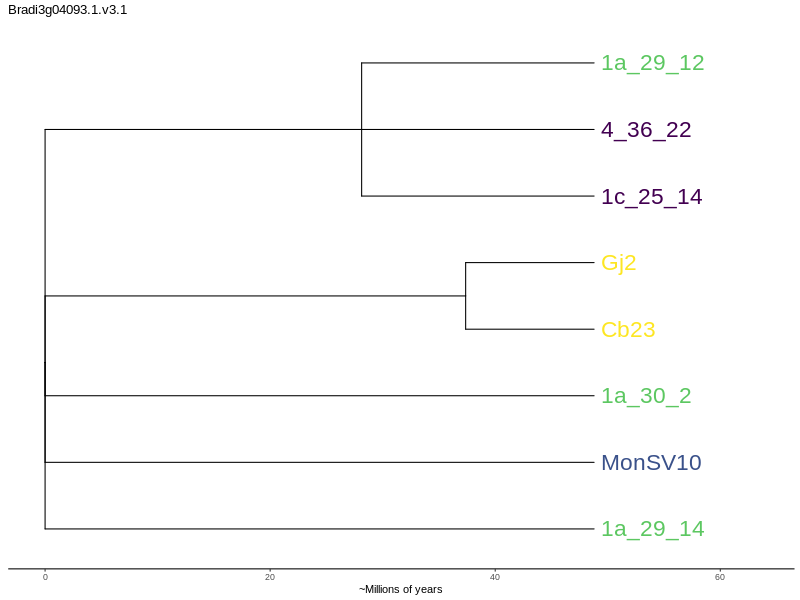 Bradi3g04093.1.v3.1
1a_29_12
4_36_22
1c_25_14
Gj2
Cb23
1a_30_2
MonSV10
1a_29_14
0 20 40 60
~Millions of years